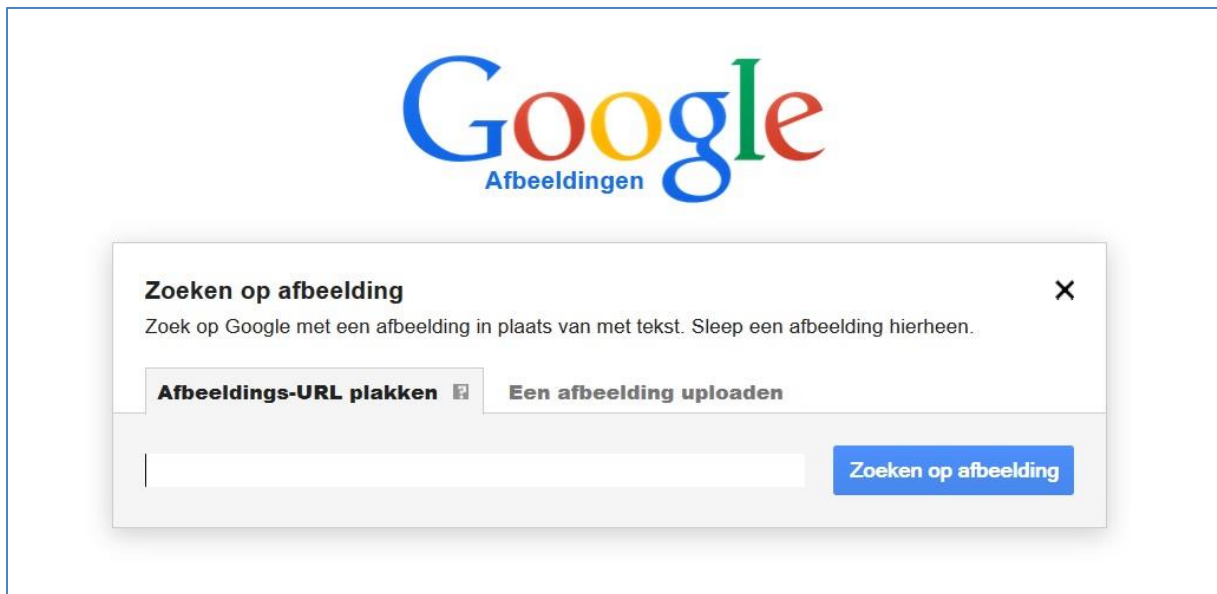 Google
Afbeeldingen
Zoeken op afbeelding
Zoek op Google met een afbeelding in plaats van met tekst. Sleep een afbeelding hierheen.
Afbeeldings-URL plakken ?
Een afbeelding uploaden
Zoeken op afbeelding